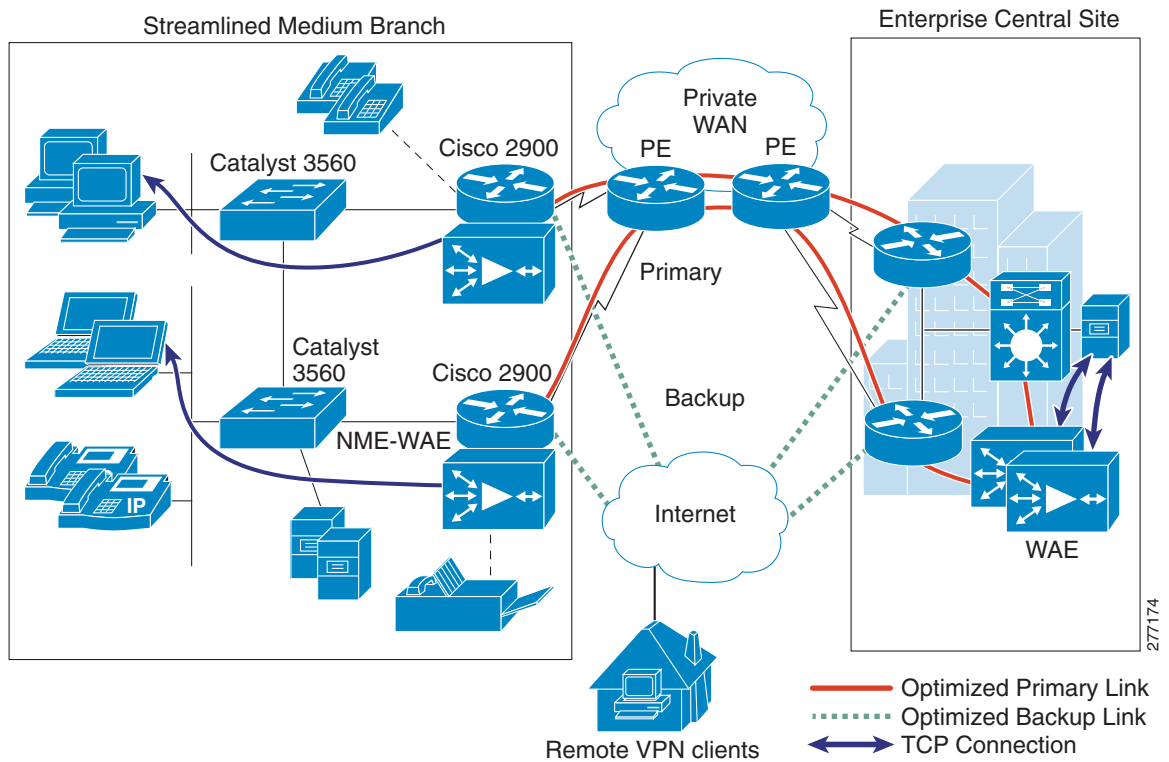 Streamlined Medium Branch
Enterprise Central Site
Private
WAN
PE
PE
Catalyst 3560
Cisco 2900
Primary
Catalyst
3560
Cisco 2900
Backup
NME-WAE
IP
Internet
WAE
277174
Remote VPN clients
Optimized Primary Link
Optimized Backup Link
TCP Connection